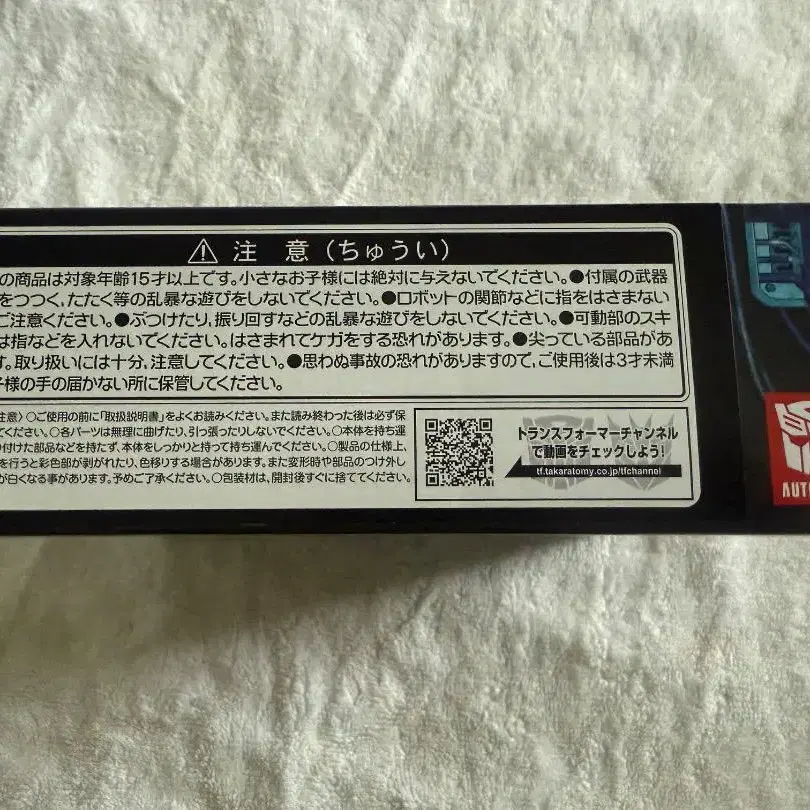 注 意（ちゅうい）
の商品は対象年齢15才以上です。小さなお子様には絶対に与えないでください。●付属の武器
をつつく、たたく等の乱暴な遊びをしないでください。●ロボットの関節などに指をはさまない
ご注意ください。●ぶつけたり、振り回すなどの乱暴な遊びをしないでください。●可動部のスキ
は指などを入れないでください。はさまれてケガをする恐れがあります。●尖っている部品があ
す。取り扱いには十分、注意してください。●思わぬ事故の恐れがありますので、ご使用後は3才未満
子様の手の届かない所に保管してください。
注意〉○ご使用の前に「取扱説明書」をよくお読みください。また読み終わった後は必ず保
てください。○各パーツは無理に曲げたり、引っ張ったりしないでください。○本体を持ち運
り付けた部品などを持たず、本体をしっかりと持って持ち運んでください。○製品の仕様上、
を行うと彩色部が剥がれたり、色移りする場合があります。また変形時や部品のつけ外し
が白くなる事があります。予めご了承ください。○包装材は、開封後すぐに捨ててください。
トランスフォーマーチャンネル
で動画をチェックしよう!
tf.takaratomy.co.jp/tfchannel
AUTO